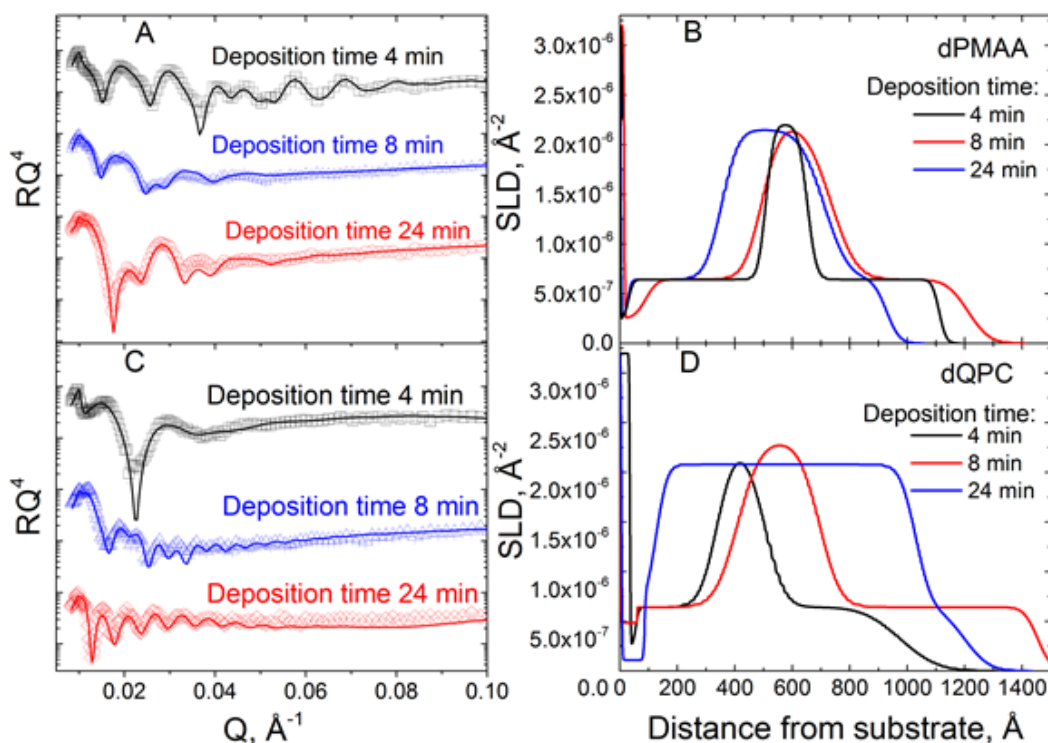 A
Deposition time 4 min
Deposition time 8 min
Deposition time 24 min
RQ⁴
B
dPMAA
Deposition time:
4 min
8 min
24 min
SLD, Å⁻²
3.0x10⁻⁶
2.5x10⁻⁶
2.0x10⁻⁶
1.5x10⁻⁶
1.0x10⁻⁶
5.0x10⁻⁷
0.0
C
Deposition time 4 min
Deposition time 8 min
Deposition time 24 min
RQ⁴
0.02 0.04 0.06 0.08 0.10
Q, Å⁻¹
D
dQPC
Deposition time:
4 min
8 min
24 min
SLD, Å⁻²
3.0x10⁻⁶
2.5x10⁻⁶
2.0x10⁻⁶
1.5x10⁻⁶
1.0x10⁻⁶
5.0x10⁻⁷
0.0
0 200 400 600 800 1000 1200 1400
Distance from substrate, Å